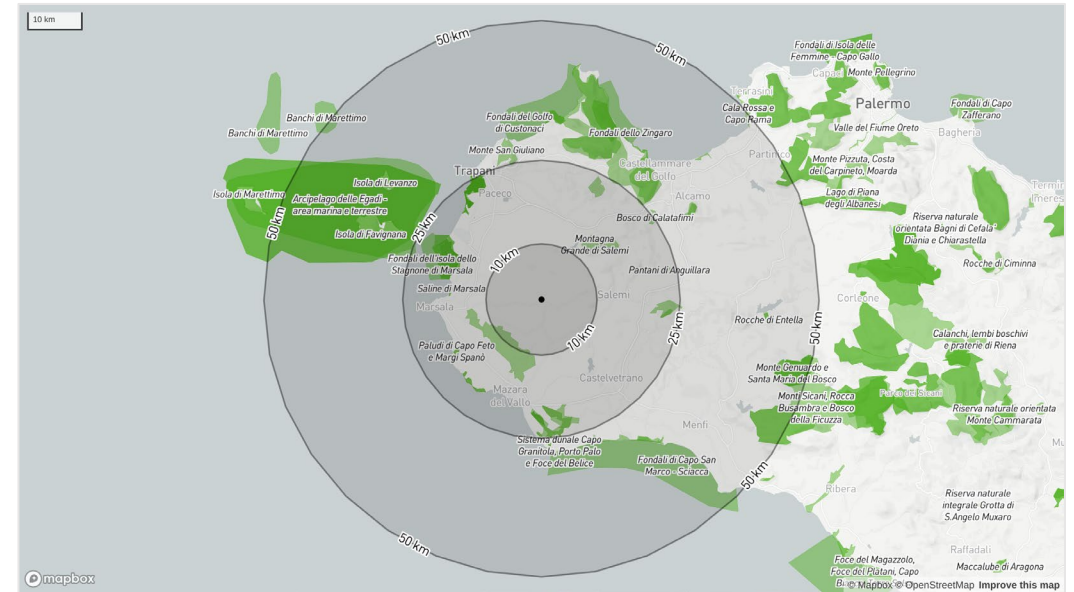 10 km
50 km
50 km
Fondali di Isola delle
Femmine - Capo Gallo
Capaci
Monte Pellegrino
Terrasini
Palermo
Cala Rossa e
Capo Rama
Fondali di Capo
Zafferano
Banchi di Marettimo
Banchi di Marettimo
Fondali del Golfo
di Custonaci
Fondali dello Zingaro
Valle del Fiume Oreto
Bagheria
Monte San Giuliano
Partinico
Monte Pizzuta, Costa
del Carpineto, Moarda
Trapani
Castellammare
del Golfo
Isola di Levanzo
Isola di Marettimo
Arcipelago delle Egadi -
area marina e terrestre
Paceco
Alcamo
Lago di Piana
degli Albanesi
Termini
Imerese
50 km
25 km
Isola di Favignana
Bosco di Calatafimi
Riserva naturale
orientata Bagni di Cefala'
Diania e Chiarastella
Montagna
Grande di Salemi
Fondali dell'isola dello
Stagnone di Marsala
10 km
Pantani di Anguillara
Rocche di Ciminna
Saline di Marsala
Salemi
Marsala
Corleone
Rocche di Entella
25 km
50 km
10 km
Calanchi, lembi boschivi
e praterie di Riena
Paludi di Capo Feto
e Margi Spanò
Monte Genuardo e
Santa Maria del Bosco
Castelvetrano
Mazara
del Vallo
Monti Sicani, Rocca
Busambra e Bosco
della Ficuzza
Parco dei Sicani
Riserva naturale orientata
Monte Cammarata
Menfi
Sistema dunale Capo
Granitola, Porto Palo
e Foce del Belice
Fondali di Capo San
Marco - Sciacca
50 km
Ribera
Riserva naturale
integrale Grotta di
S.Angelo Muxaro
50 km
Raffadali
Foce del Magazzolo,
Foce del Platani, Capo
Maccalube di Aragona
mapbox
© Mapbox © OpenStreetMap Improve this map